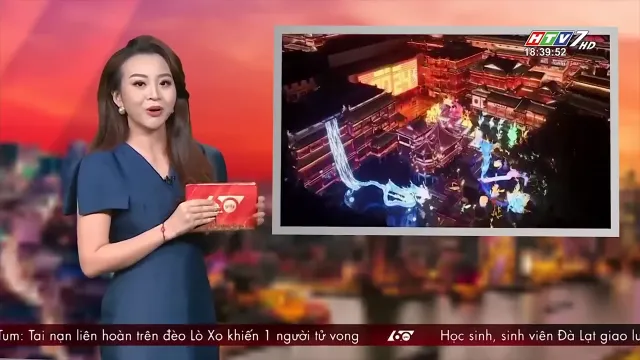 HTV7 HD
18:39:52
Tum: Tai nạn liên hoàn trên đèo Lò Xo khiến 1 người tử vong 60 Học sinh, sinh viên Đà Lạt giao lư